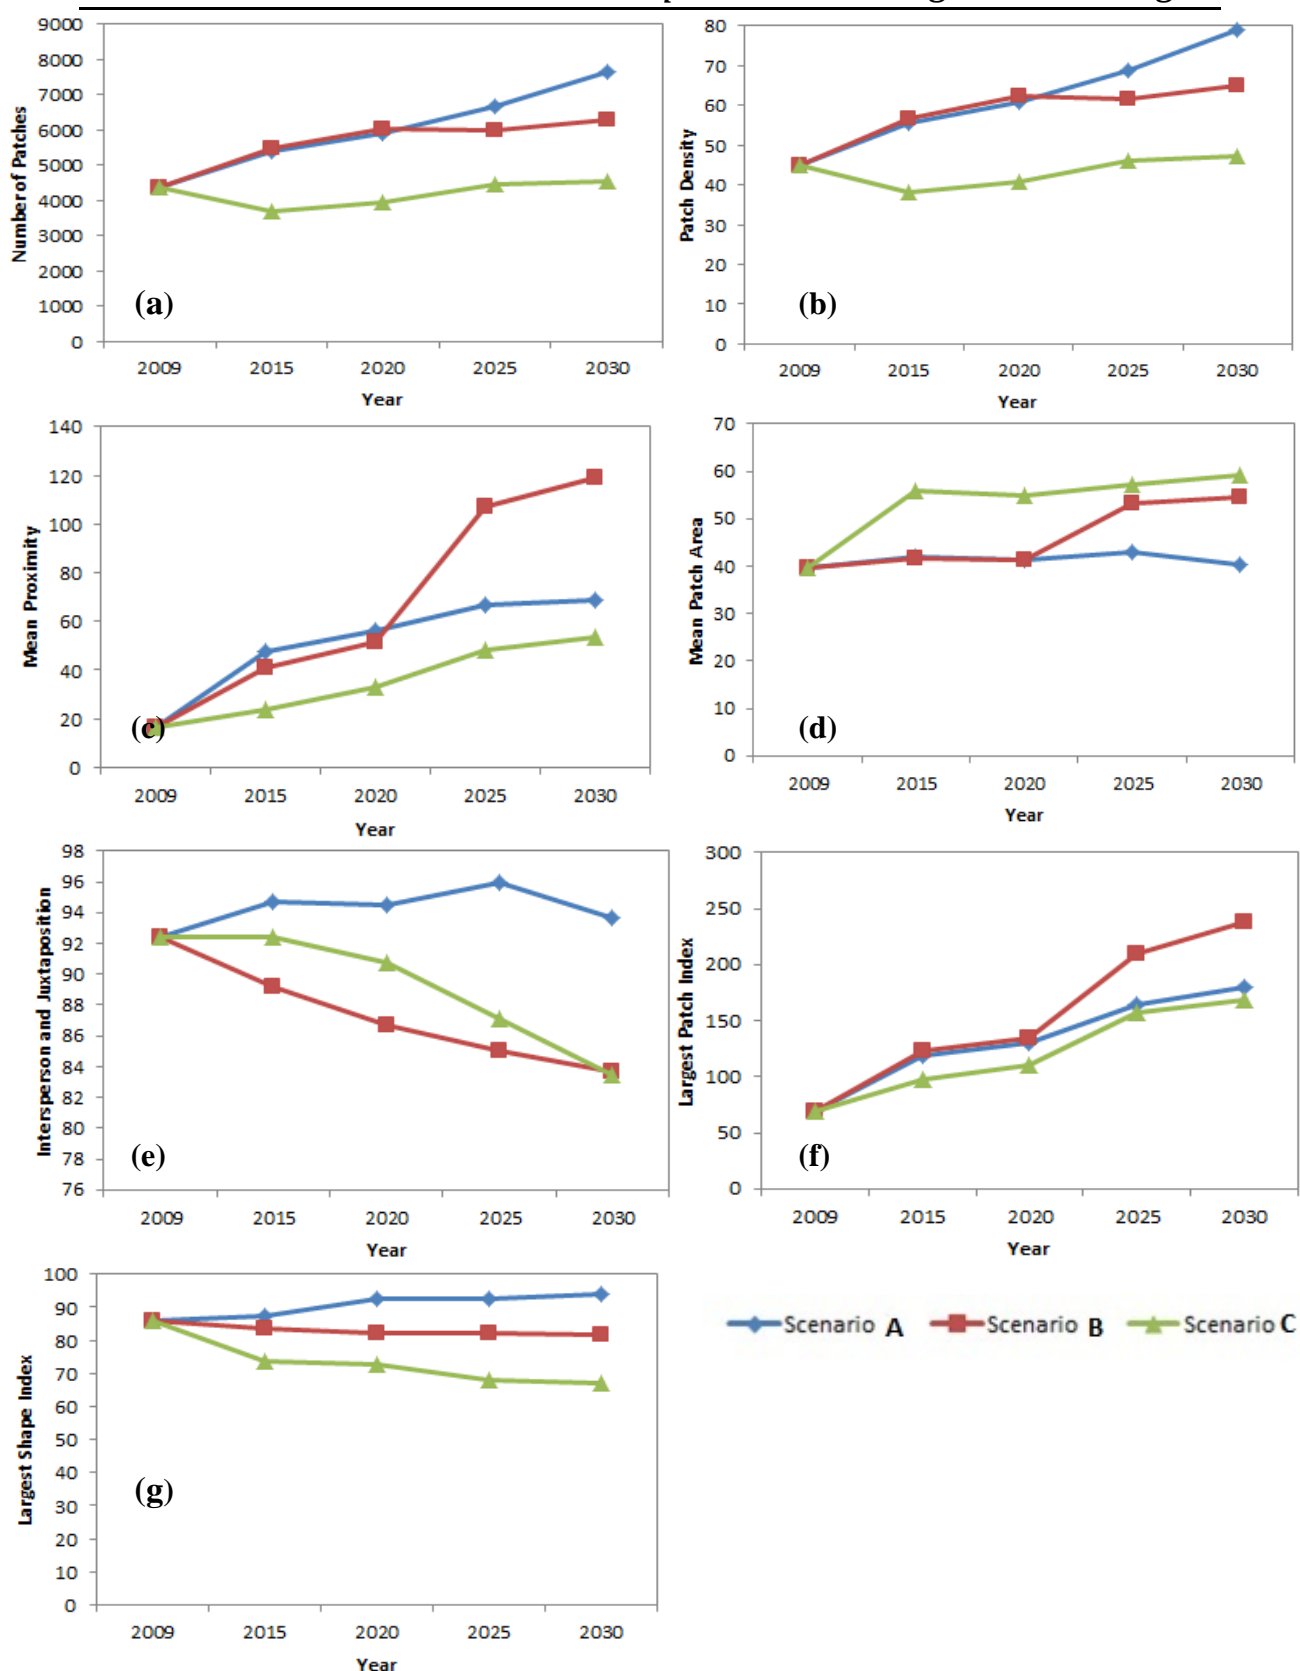 9000
8000
7000
6000
5000
4000
3000
2000
1000
0
Number of Patches
(a)
2009 2015 2020 2025 2030
Year
80
70
60
50
40
30
20
10
0
Patch Density
(b)
2009 2015 2020 2025 2030
Year
140
120
100
80
60
40
20
0
Mean Proximity
(c)
2009 2015 2020 2025 2030
Year
70
60
50
40
30
20
10
0
Mean Patch Area
(d)
2009 2015 2020 2025 2030
Year
98
96
94
92
90
88
86
84
82
80
78
76
Intersperson and Juxtaposition
(e)
2009 2015 2020 2025 2030
Year
300
250
200
150
100
50
0
Largest Patch Index
(f)
2009 2015 2020 2025 2030
Year
100
90
80
70
60
50
40
30
20
10
0
Largest Shape Index
(g)
2009 2015 2020 2025 2030
Year
Scenario A Scenario B Scenario C